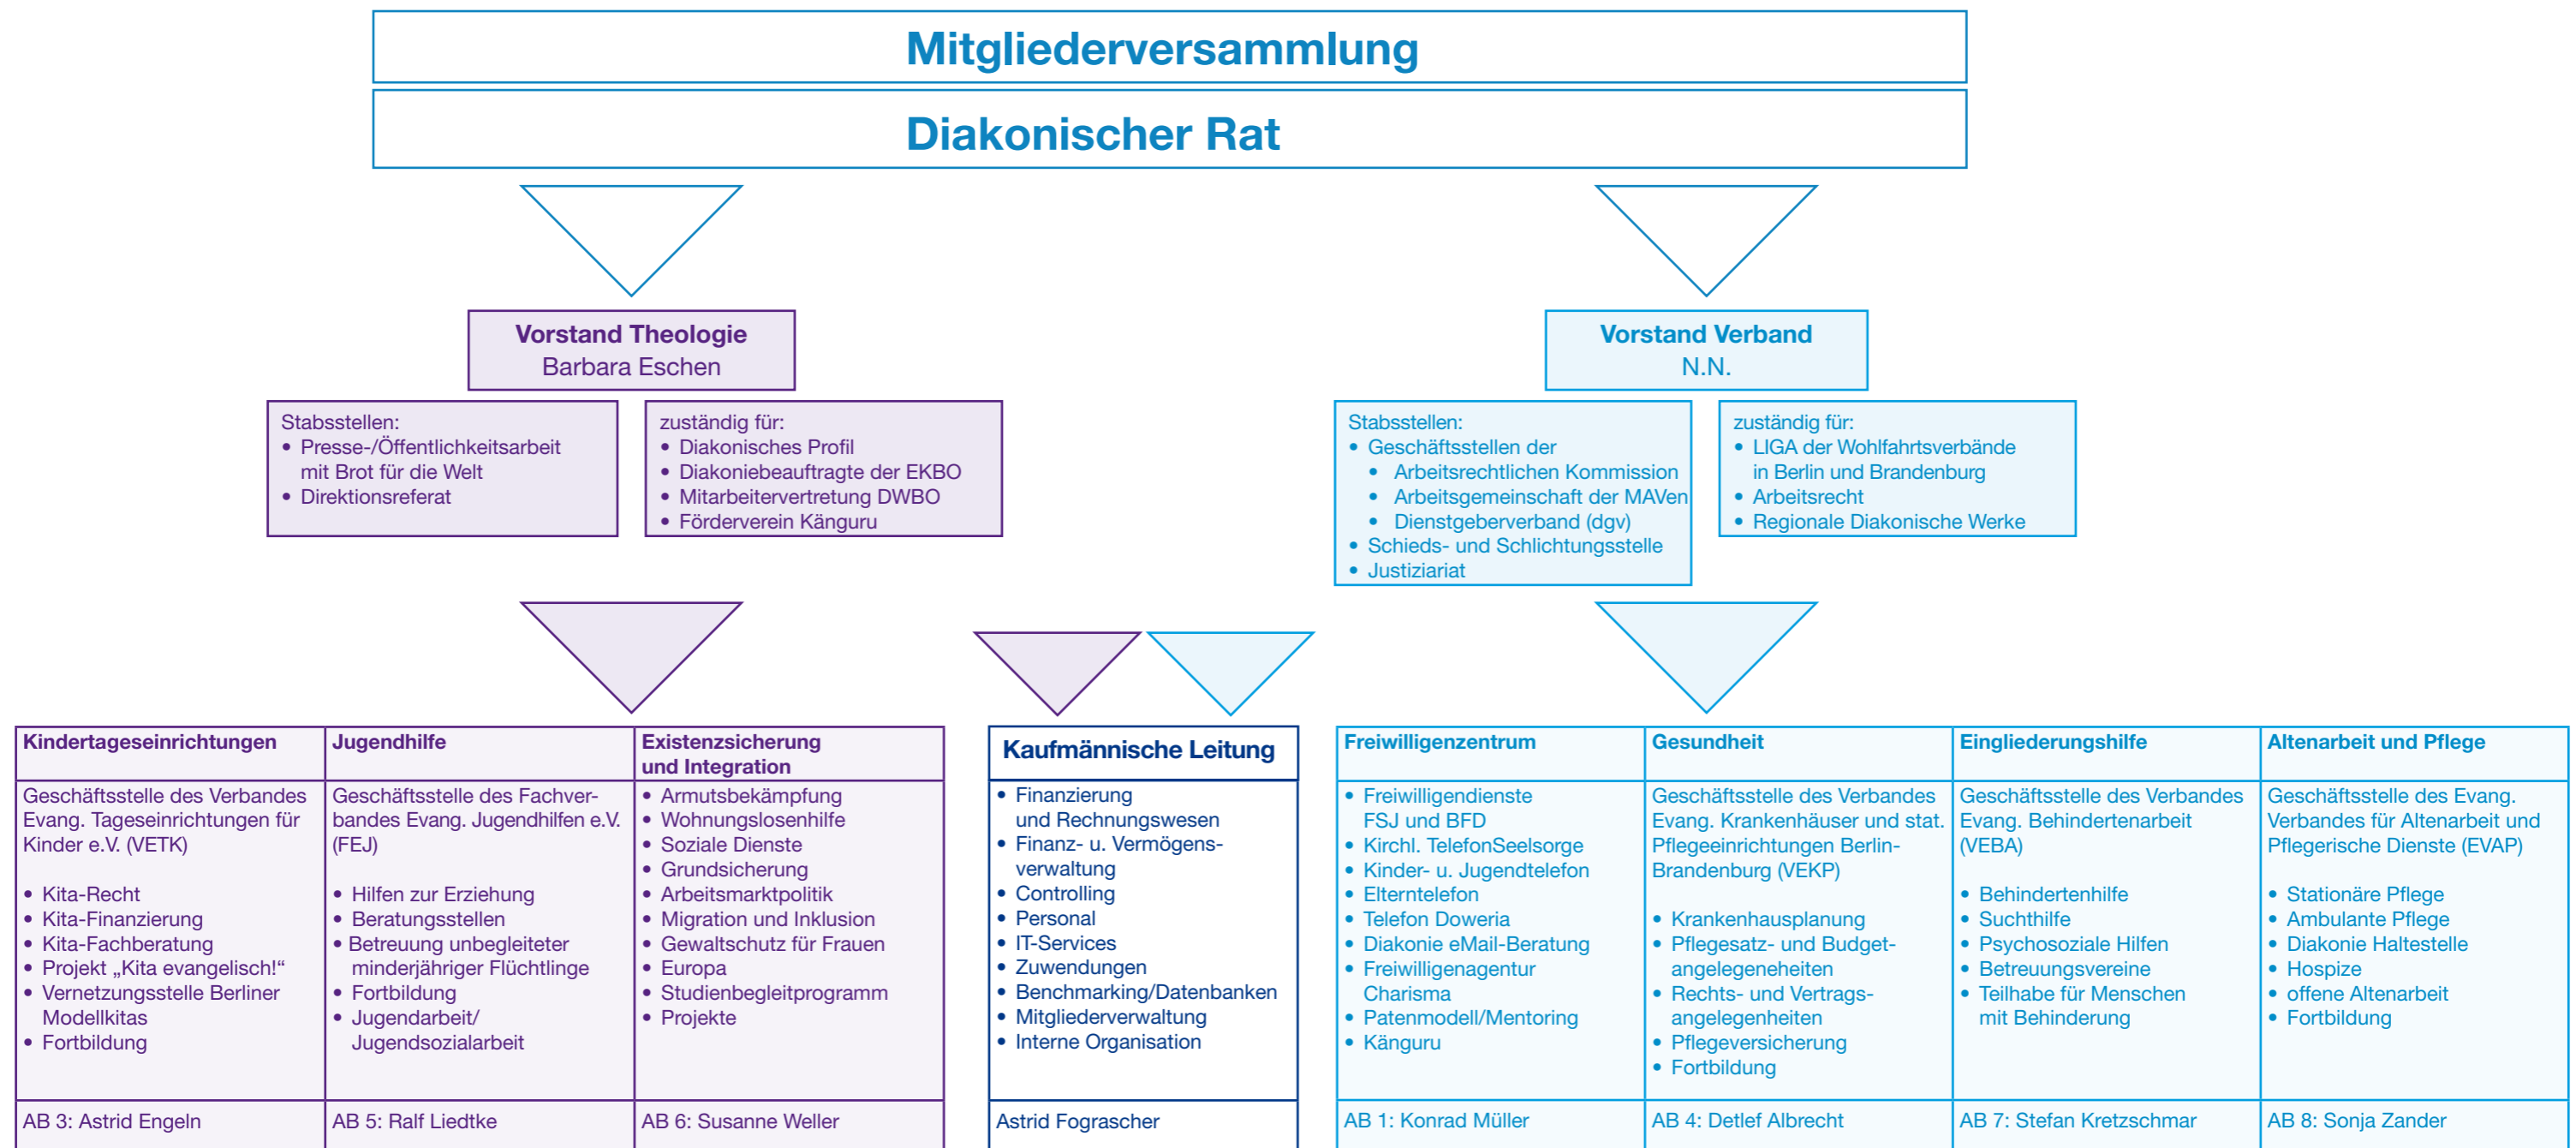 Mitgliederversammlung
Diakonischer Rat
Vorstand Theologie
Barbara Eschen
Stabsstellen:
• Presse-/Öffentlichkeitsarbeit
mit Brot für die Welt
• Direktionsreferat
zuständig für:
• Diakonisches Profil
• Diakoniebeauftragte der EKBO
• Mitarbeitervertretung DWBO
• Förderverein Känguru
Vorstand Verband
N.N.
Stabsstellen:
• Geschäftsstellen der
• Arbeitsrechtlichen Kommission
• Arbeitsgemeinschaft der MAVen
• Dienstgeberverband (dgv)
• Schieds- und Schlichtungsstelle
• Justiziariat
zuständig für:
• LIGA der Wohlfahrtsverbände
in Berlin und Brandenburg
• Arbeitsrecht
• Regionale Diakonische Werke
Kindertageseinrichtungen
Geschäftsstelle des Verbandes
Evang. Tageseinrichtungen für
Kinder e.V. (VETK)
• Kita-Recht
• Kita-Finanzierung
• Kita-Fachberatung
• Projekt „Kita evangelisch!“
• Vernetzungsstelle Berliner
Modellkitas
• Fortbildung
AB 3: Astrid Engeln
Jugendhilfe
Geschäftsstelle des Fachver-
bandes Evang. Jugendhilfen e.V.
(FEJ)
• Hilfen zur Erziehung
• Beratungsstellen
• Betreuung unbegleiteter
minderjähriger Flüchtlinge
• Fortbildung
• Jugendarbeit/
Jugendsozialarbeit
AB 5: Ralf Liedtke
Existenzsicherung
und Integration
• Armutsbekämpfung
• Wohnungslosenhilfe
• Soziale Dienste
• Grundsicherung
• Arbeitsmarktpolitik
• Migration und Inklusion
• Gewaltschutz für Frauen
• Europa
• Studienbegleitprogramm
• Projekte
AB 6: Susanne Weller
Kaufmännische Leitung
• Finanzierung
und Rechnungswesen
• Finanz- u. Vermögens-
verwaltung
• Controlling
• Personal
• IT-Services
• Zuwendungen
• Benchmarking/Datenbanken
• Mitgliederverwaltung
• Interne Organisation
Astrid Fograscher
Freiwilligenzentrum
• Freiwilligendienste
FSJ und BFD
• Kirchl. TelefonSeelsorge
• Kinder- u. Jugendtelefon
• Elterntelefon
• Telefon Doweria
• Diakonie eMail-Beratung
• Freiwilligenagentur
Charisma
• Patenmodell/Mentoring
• Känguru
AB 1: Konrad Müller
Gesundheit
Geschäftsstelle des Verbandes
Evang. Krankenhäuser und stat.
Pflegeeinrichtungen Berlin-
Brandenburg (VEKP)
• Krankenhausplanung
• Pflegesatz- und Budget-
angelegeneheiten
• Rechts- und Vertrags-
angelegenheiten
• Pflegeversicherung
• Fortbildung
AB 4: Detlef Albrecht
Eingliederungshilfe
Geschäftsstelle des Verbandes
Evang. Behindertenarbeit
(VEBA)
• Behindertenhilfe
• Suchthilfe
• Psychosoziale Hilfen
• Betreuungsvereine
• Teilhabe für Menschen
mit Behinderung
AB 7: Stefan Kretzschmar
Altenarbeit und Pflege
Geschäftsstelle des Evang.
Verbandes für Altenarbeit und
Pflegerische Dienste (EVAP)
• Stationäre Pflege
• Ambulante Pflege
• Diakonie Haltestelle
• Hospize
• offene Altenarbeit
• Fortbildung
AB 8: Sonja Zander